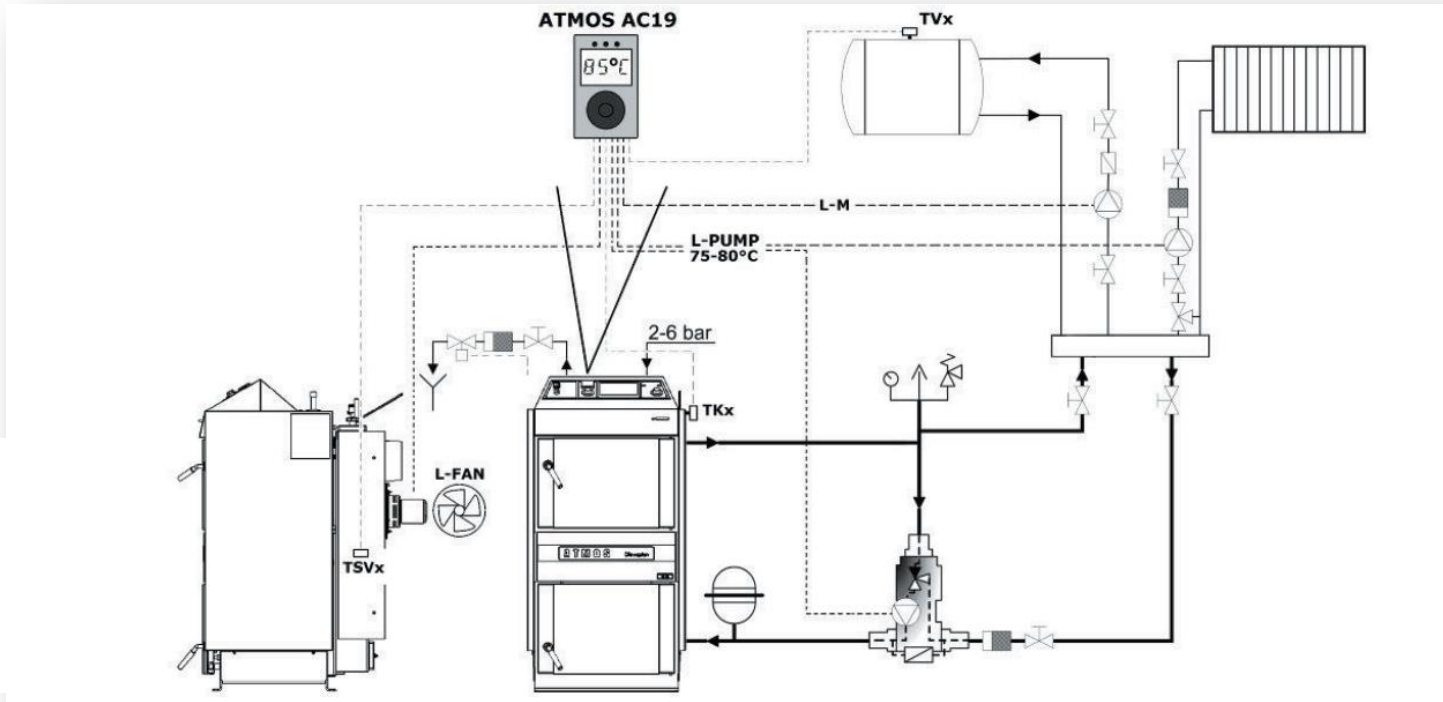 ATMOS AC19
TVx
85°C
L-M
L-PUMP
75-80°C
2-6 bar
TKx
L-FAN
ATMOS
TSVx